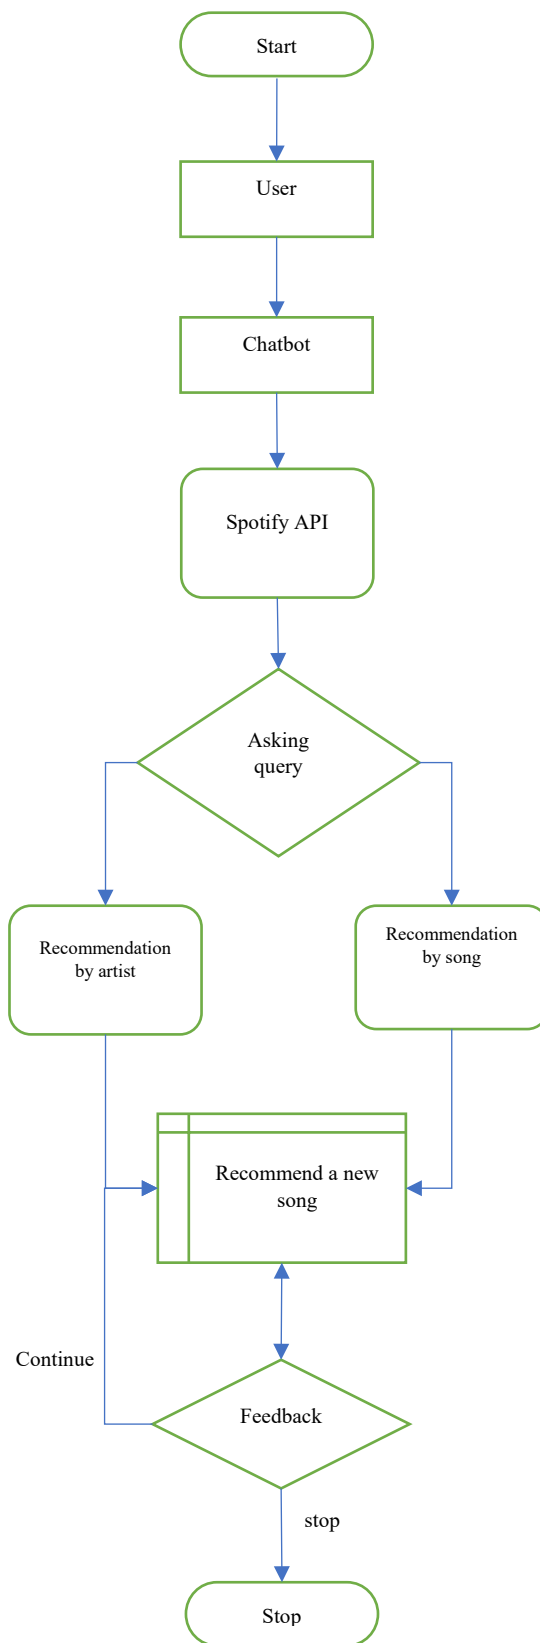 Start
User
Chatbot
Spotify API
Asking
query
Recommendation
by artist
Recommendation
by song
Recommend a new
song
Continue
Feedback
stop
Stop